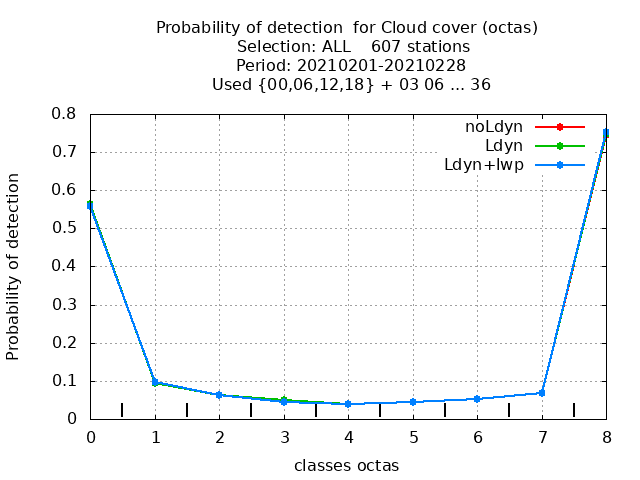 Probability of detection  for Cloud cover (octas)
Selection: ALL    607 stations
Period: 20210201-20210228
Used {00,06,12,18} + 03 06 ... 36
noLdyn
Ldyn
Ldyn+lwp
Probability of detection
0.8
0.7
0.6
0.5
0.4
0.3
0.2
0.1
0
0 1 2 3 4 5 6 7 8
classes octas